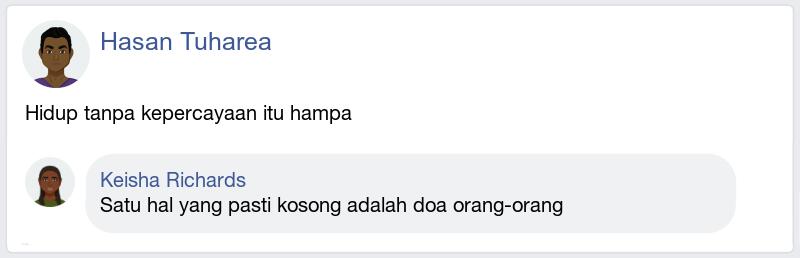 Hasan Tuharea
Hidup tanpa kepercayaan itu hampa
Keisha Richards
Satu hal yang pasti kosong adalah doa orang-orang